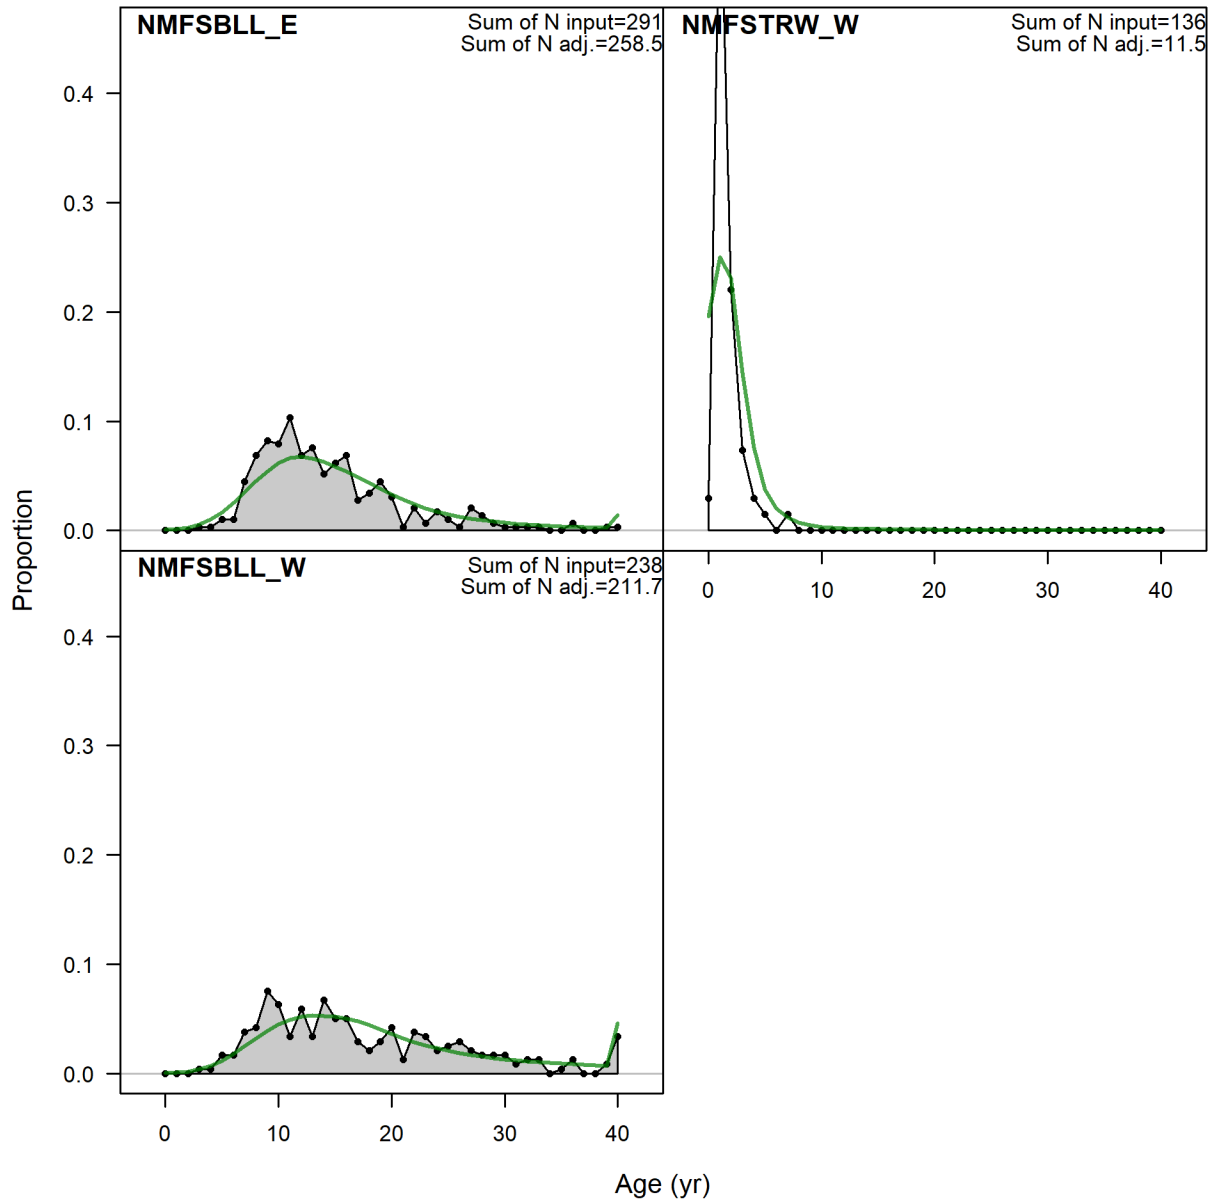 NMFSBLL_E
Sum of N input=291
Sum of N adj.=258.5
NMFSTRW_W
Sum of N input=136
Sum of N adj.=11.5
0.4
0.3
0.2
0.1
0.0
0 10 20 30 40
NMFSBLL_W
Sum of N input=238
Sum of N adj.=211.7
0.4
0.3
0.2
0.1
0.0
0 10 20 30 40
Proportion
Age (yr)